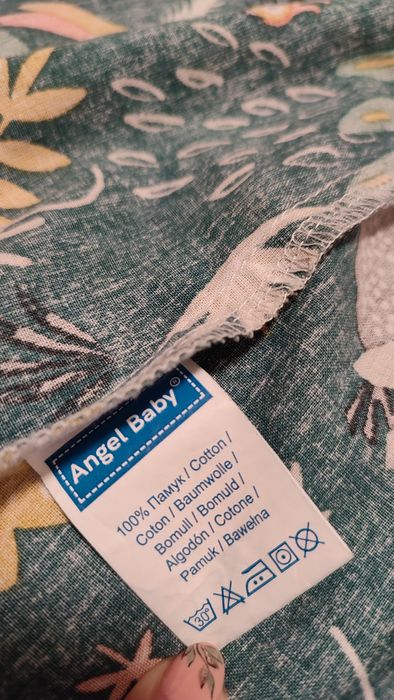 Angel Baby®
100% Памук / Cotton /
Coton / Baumwolle /
Bomull / Bomuld /
Algodón / Cotone /
Pamuk / Bawełna
30°